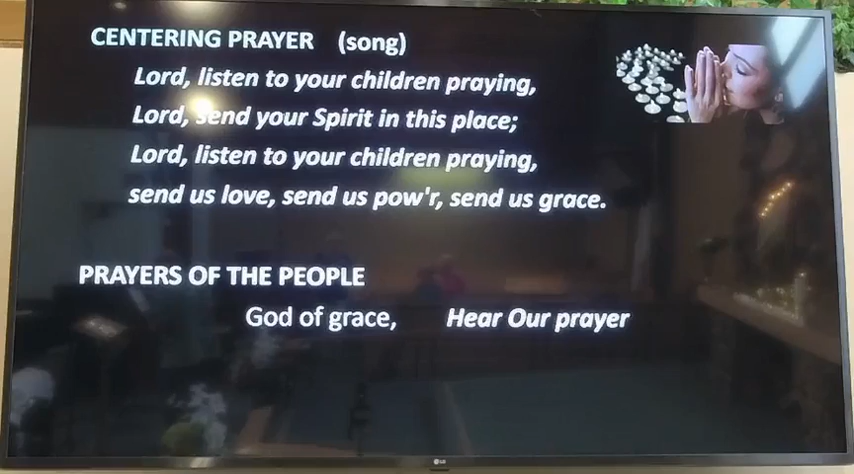 CENTERING PRAYER (song)
Lord, listen to your children praying,
Lord, send your Spirit in this place;
Lord, listen to your children praying,
send us love, send us pow'r, send us grace.
PRAYERS OF THE PEOPLE
God of grace, Hear Our prayer
LG